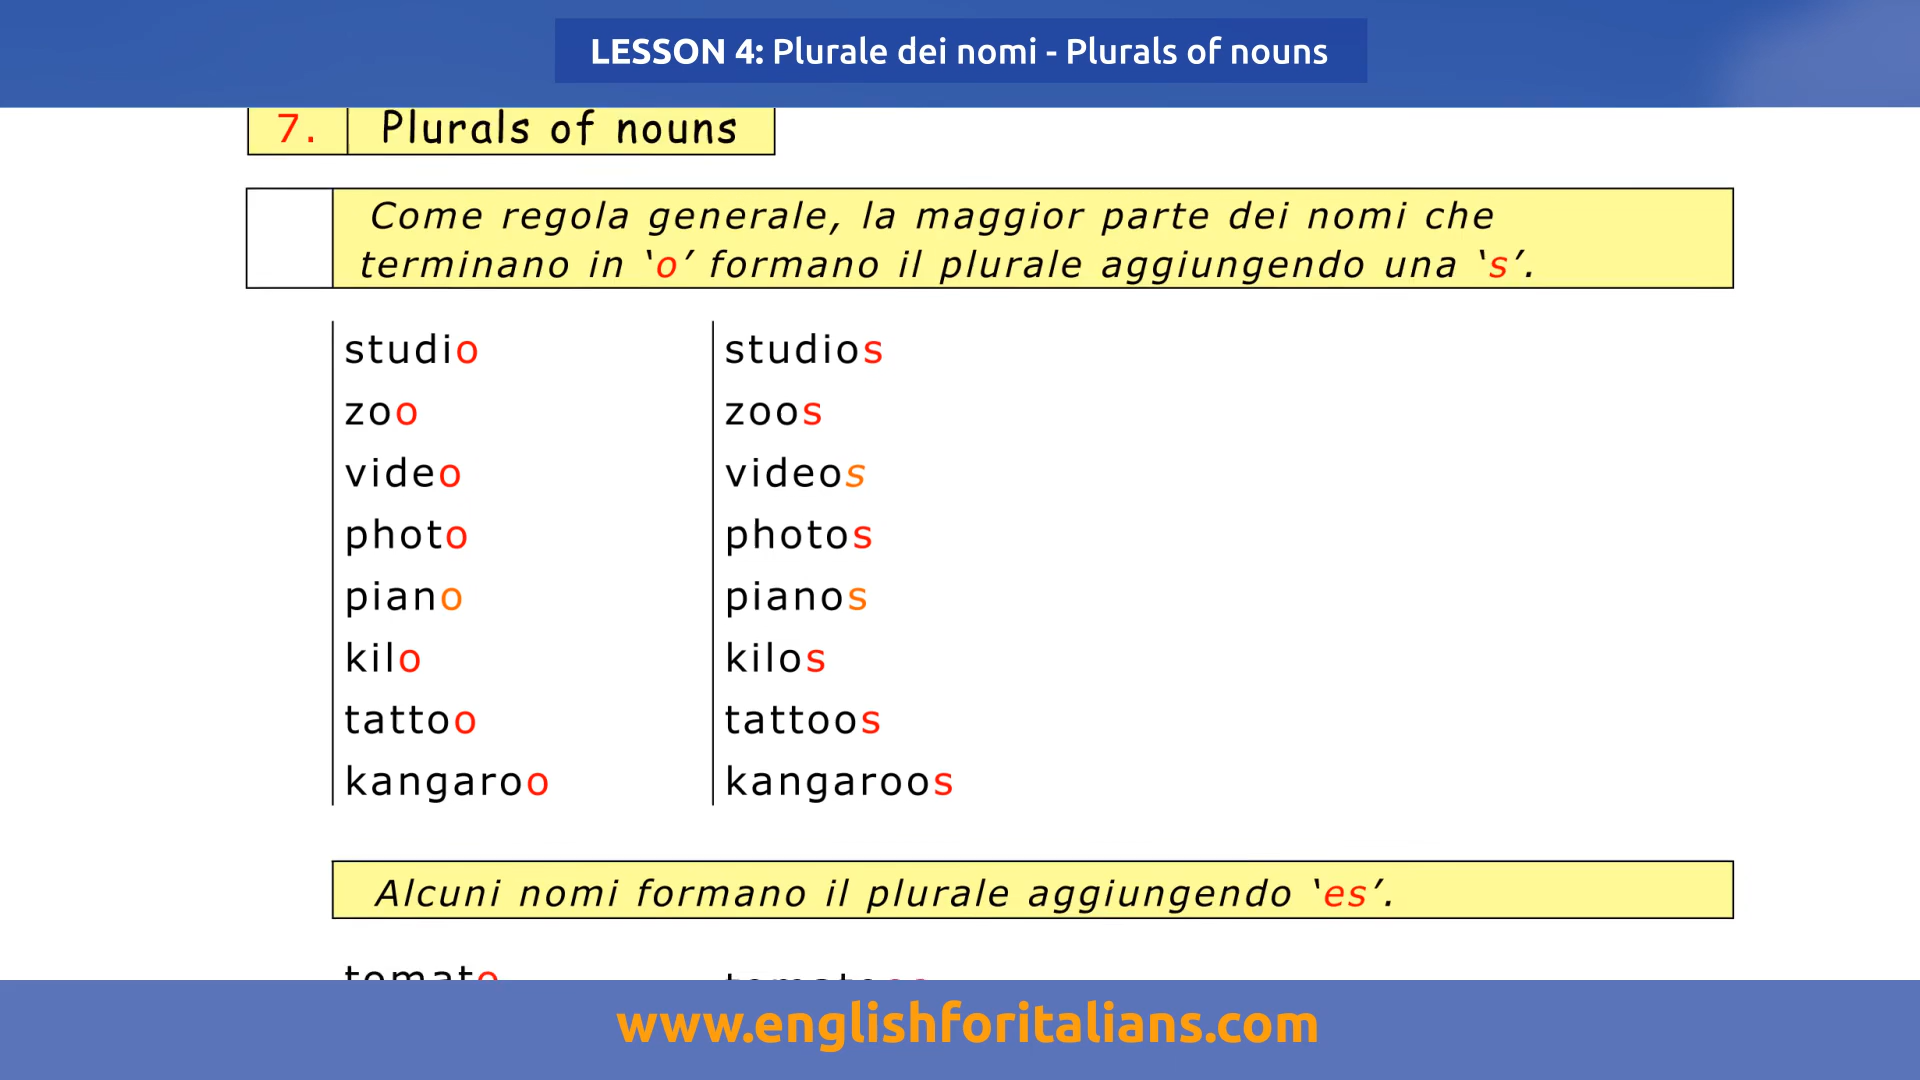 LESSON 4: Plurale dei nomi - Plurals of nouns
7. Plurals of nouns
Come regola generale, la maggior parte dei nomi che
terminano in ‘o’ formano il plurale aggiungendo una ‘s’.
studio studios
zoo zoos
video videos
photo photos
piano pianos
kilo kilos
tattoo tattoos
kangaroo kangaroos
Alcuni nomi formano il plurale aggiungendo ‘es’.
tomato
www.englishforitalians.com